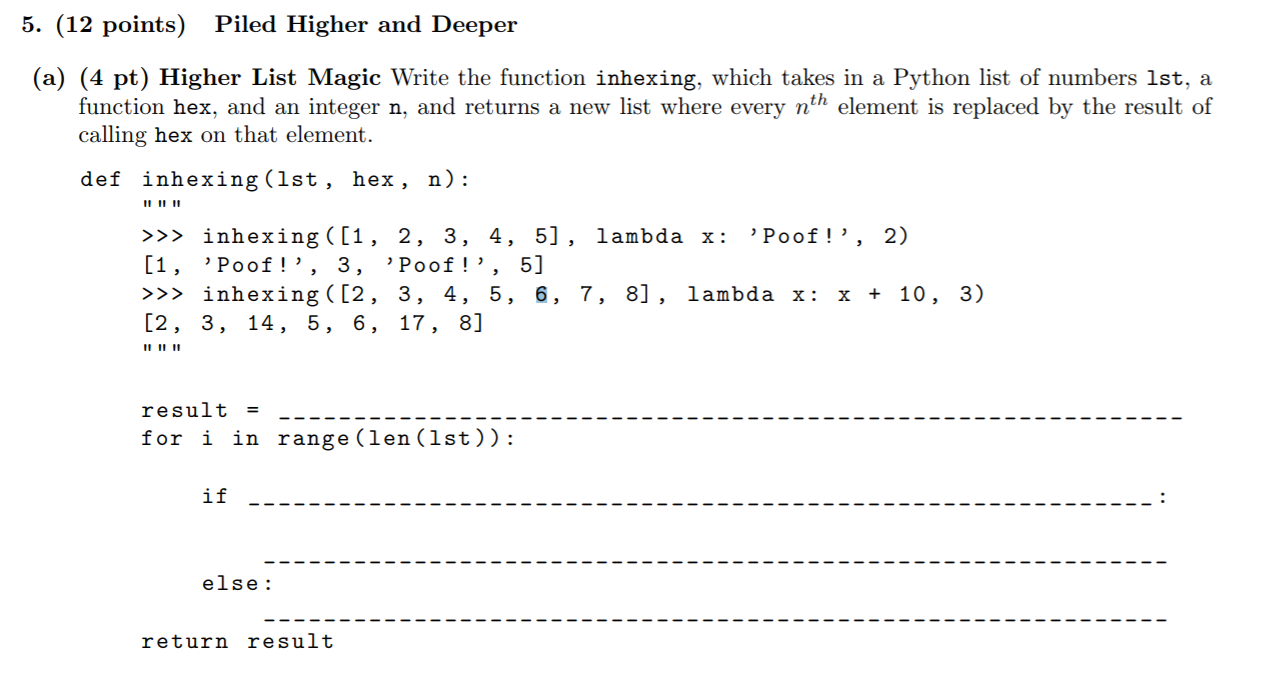 5. (12 points) Piled Higher and Deeper
(a) (4 pt) Higher List Magic Write the function inhexing, which takes in a Python list of numbers lst, a
function hex, and an integer n, and returns a new list where every nth element is replaced by the result of
calling hex on that element.
def inhexing(lst, hex, n):
"""
>>> inhexing([1, 2, 3, 4, 5], lambda x: ’Poof!’, 2)
[1, ’Poof!’, 3, ’Poof!’, 5]
>>> inhexing([2, 3, 4, 5, 6, 7, 8], lambda x: x + 10, 3)
[2, 3, 14, 5, 6, 17, 8]
"""
result = ____________________________________________________________
for i in range(len(lst)):
if ____________________________________________________________:
____________________________________________________________
else:
____________________________________________________________
return result